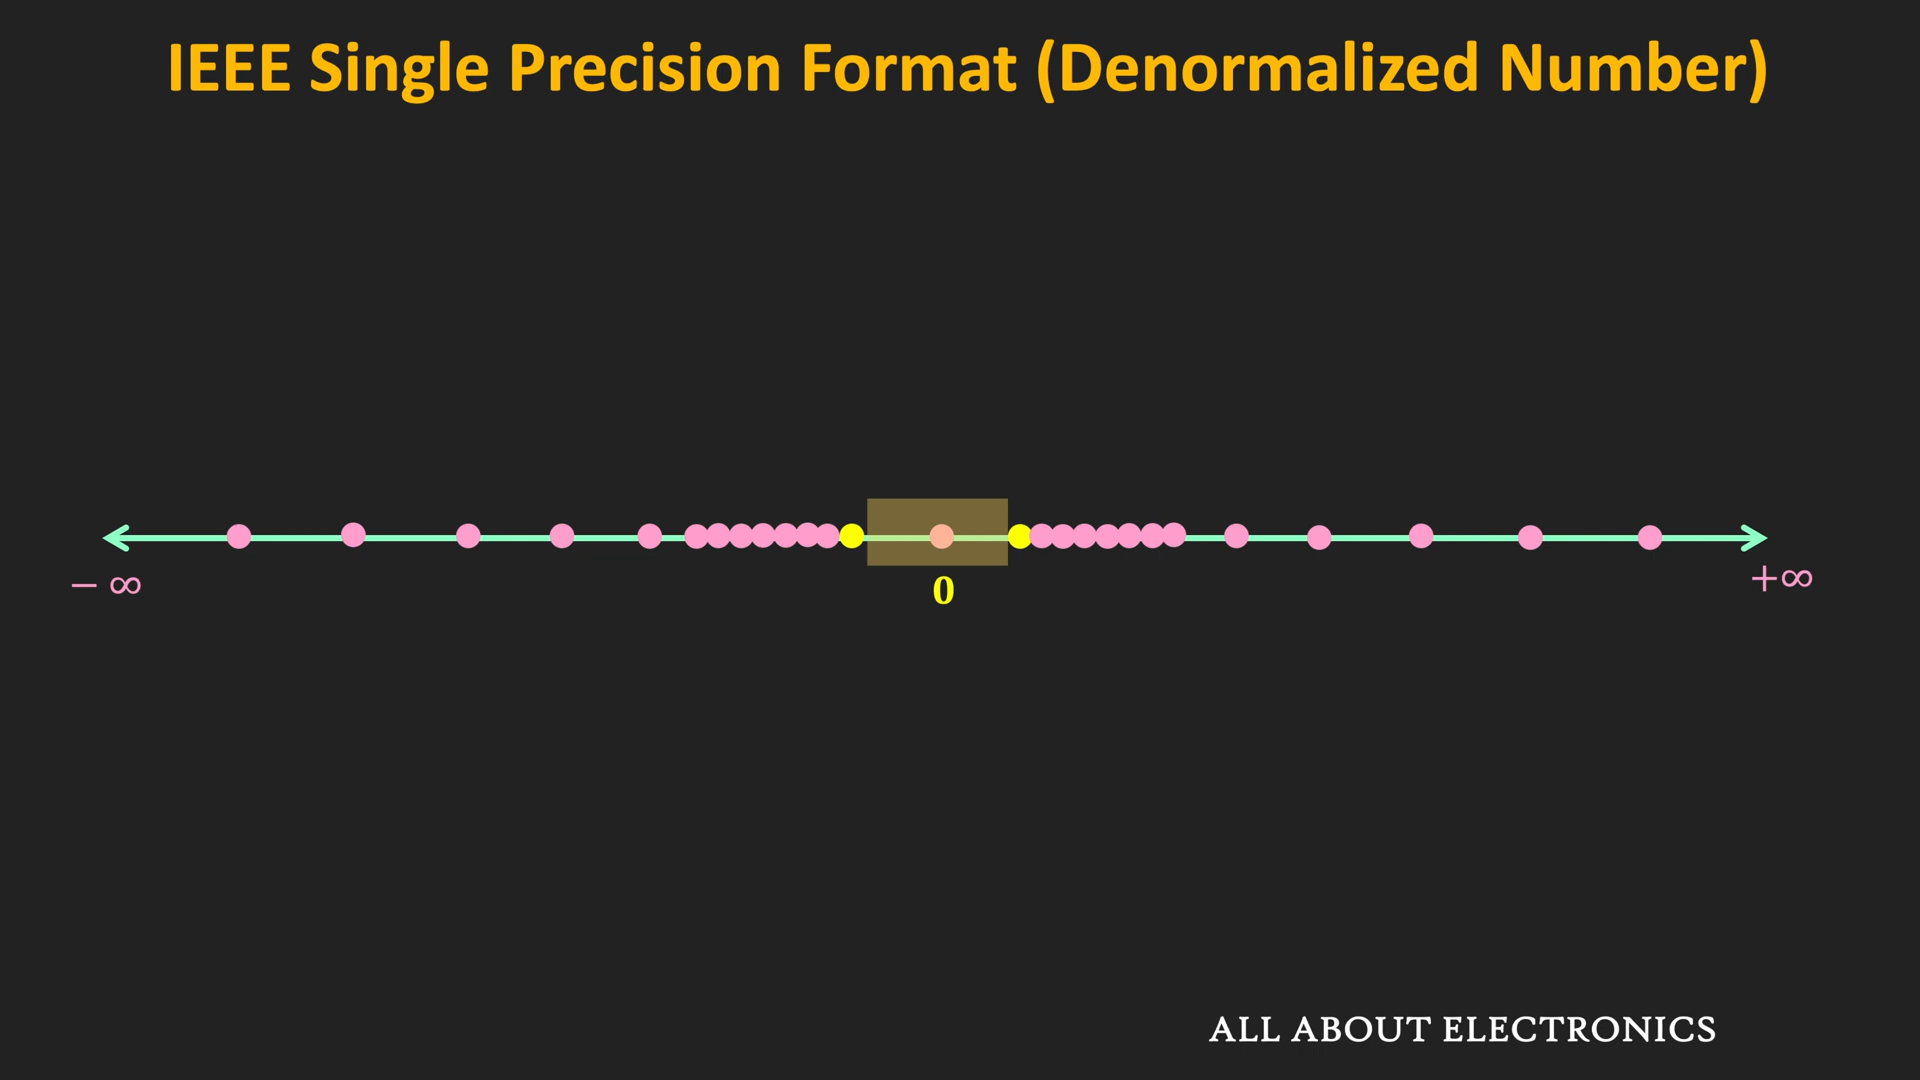 IEEE Single Precision Format (Denormalized Number)
− ∞
0
+∞
ALL ABOUT ELECTRONICS